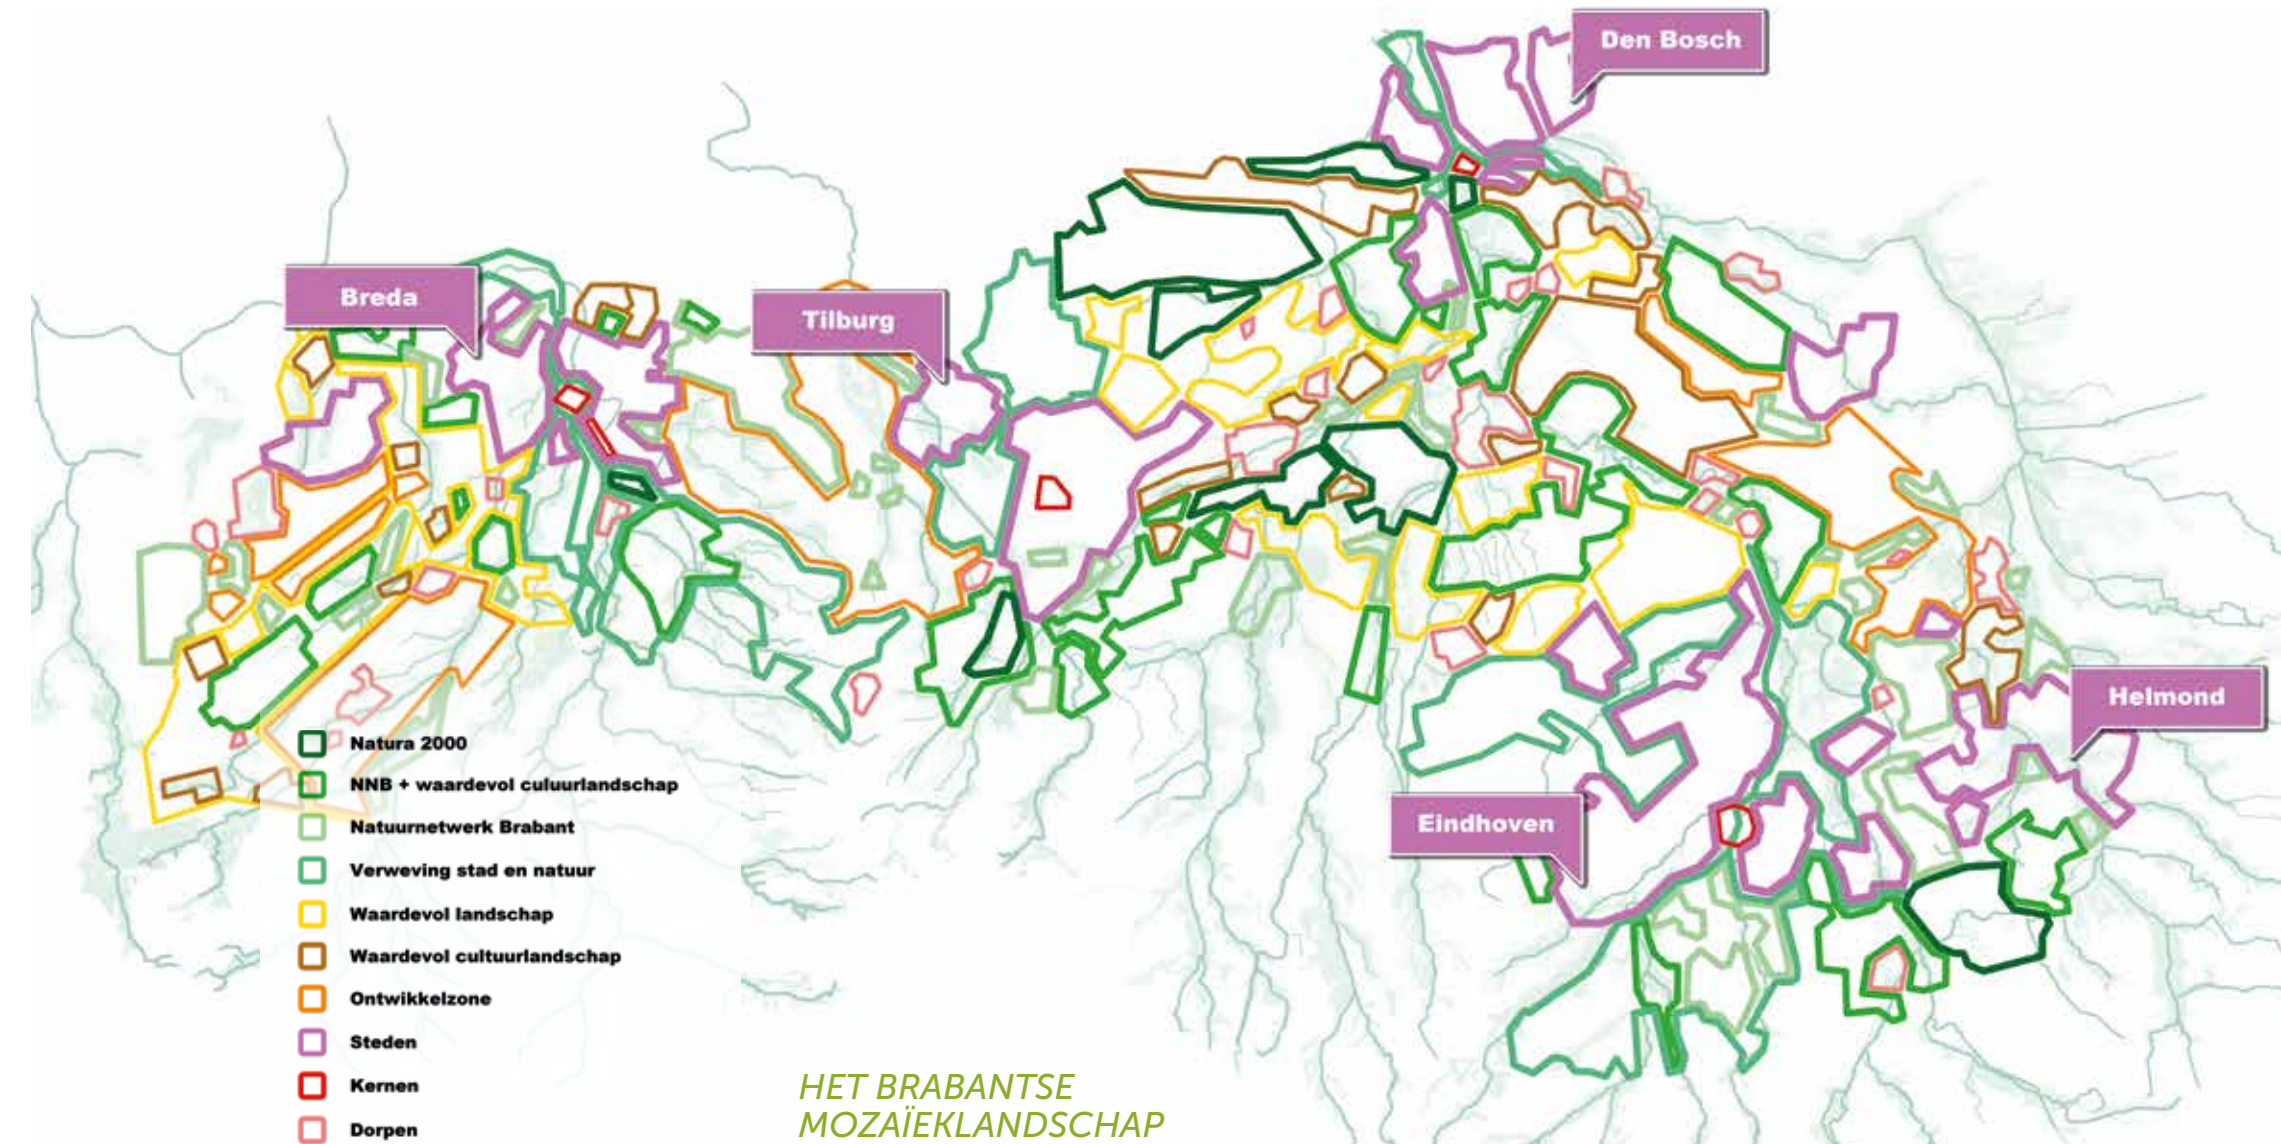 Den Bosch
Breda
Tilburg
Helmond
Eindhoven
Natura 2000
NNB + waardevol culuurlandschap
Natuurnetwerk Brabant
Verweving stad en natuur
Waardevol landschap
Waardevol cultuurlandschap
Ontwikkelzone
Steden
Kernen
Dorpen
HET BRABANTSE
MOZAÏEKLANDSCHAP